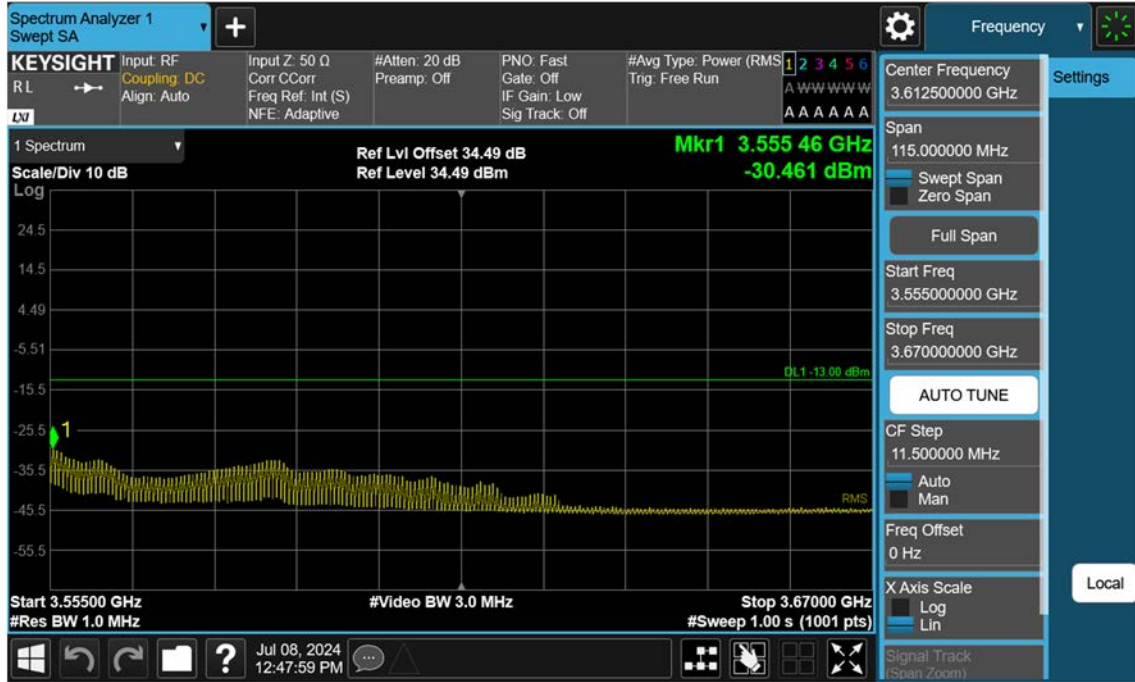 Spectrum Analyzer 1
Swept SA
+
Frequency
KEYSIGHT
RL
LXI
Input: RF
Coupling: DC
Align: Auto
Input Z: 50 Ω
Corr CCorr
Freq Ref: Int (S)
NFE: Adaptive
#Atten: 20 dB
Preamp: Off
PNO: Fast
Gate: Off
IF Gain: Low
Sig Track: Off
#Avg Type: Power (RMS
Trig: Free Run
1 2 3 4 5 6
A W W W W W
A A A A A A
1 Spectrum
Scale/Div 10 dB
Ref Lvl Offset 34.49 dB
Ref Level 34.49 dBm
Mkr1 3.555 46 GHz
-30.461 dBm
Log
24.5
14.5
4.49
-5.51
DL1 -13.00 dBm
-15.5
-25.5
1
-35.5
RMS
-45.5
-55.5
Start 3.55500 GHz
#Video BW 3.0 MHz
Stop 3.67000 GHz
#Res BW 1.0 MHz
#Sweep 1.00 s (1001 pts)
?
Jul 08, 2024
12:47:59 PM
Center Frequency
3.612500000 GHz
Span
115.000000 MHz
Swept Span
Zero Span
Full Span
Start Freq
3.555000000 GHz
Stop Freq
3.670000000 GHz
AUTO TUNE
CF Step
11.500000 MHz
Auto
Man
Freq Offset
0 Hz
X Axis Scale
Log
Lin
Signal Track
(Span Zoom)
Settings
Local